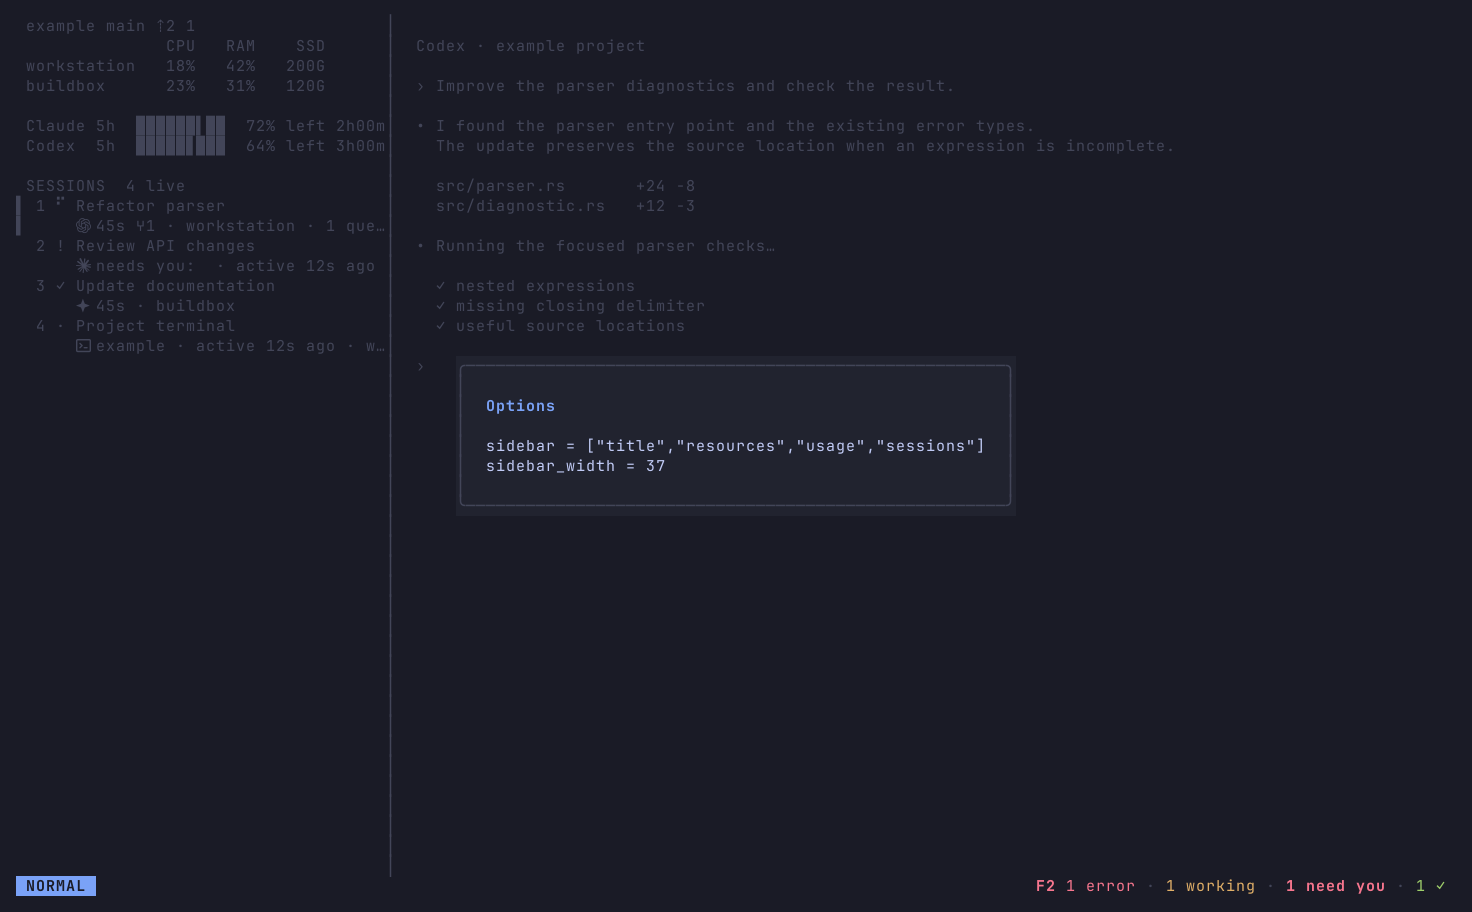 example main ↑2 1
CPU RAM SSD
workstation 18% 42% 200G
buildbox 23% 31% 120G
Claude 5h 72% left 2h00m
Codex 5h 64% left 3h00m
SESSIONS 4 live
1 Refactor parser
45s ⑂1 · workstation · 1 que…
2 ! Review API changes
needs you: · active 12s ago
3 ✓ Update documentation
45s · buildbox
4 · Project terminal
example · active 12s ago · w…
Codex · example project
› Improve the parser diagnostics and check the result.
• I found the parser entry point and the existing error types.
The update preserves the source location when an expression is incomplete.
src/parser.rs +24 -8
src/diagnostic.rs +12 -3
• Running the focused parser checks…
✓ nested expressions
✓ missing closing delimiter
✓ useful source locations
›
Options
sidebar = ["title","resources","usage","sessions"]
sidebar_width = 37
NORMAL
F2 1 error · 1 working · 1 need you · 1 ✓